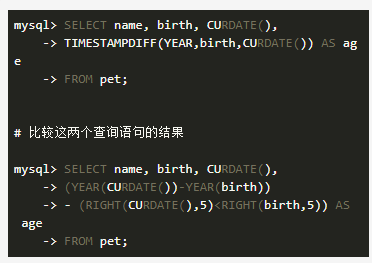 mysql> SELECT name, birth, CURDATE(),
    -> TIMESTAMPDIFF(YEAR,birth,CURDATE()) AS ag
e
    -> FROM pet;
# 比较这两个查询语句的结果
mysql> SELECT name, birth, CURDATE(),
    -> (YEAR(CURDATE())-YEAR(birth))
    -> - (RIGHT(CURDATE(),5)<RIGHT(birth,5)) AS
 age
    -> FROM pet;